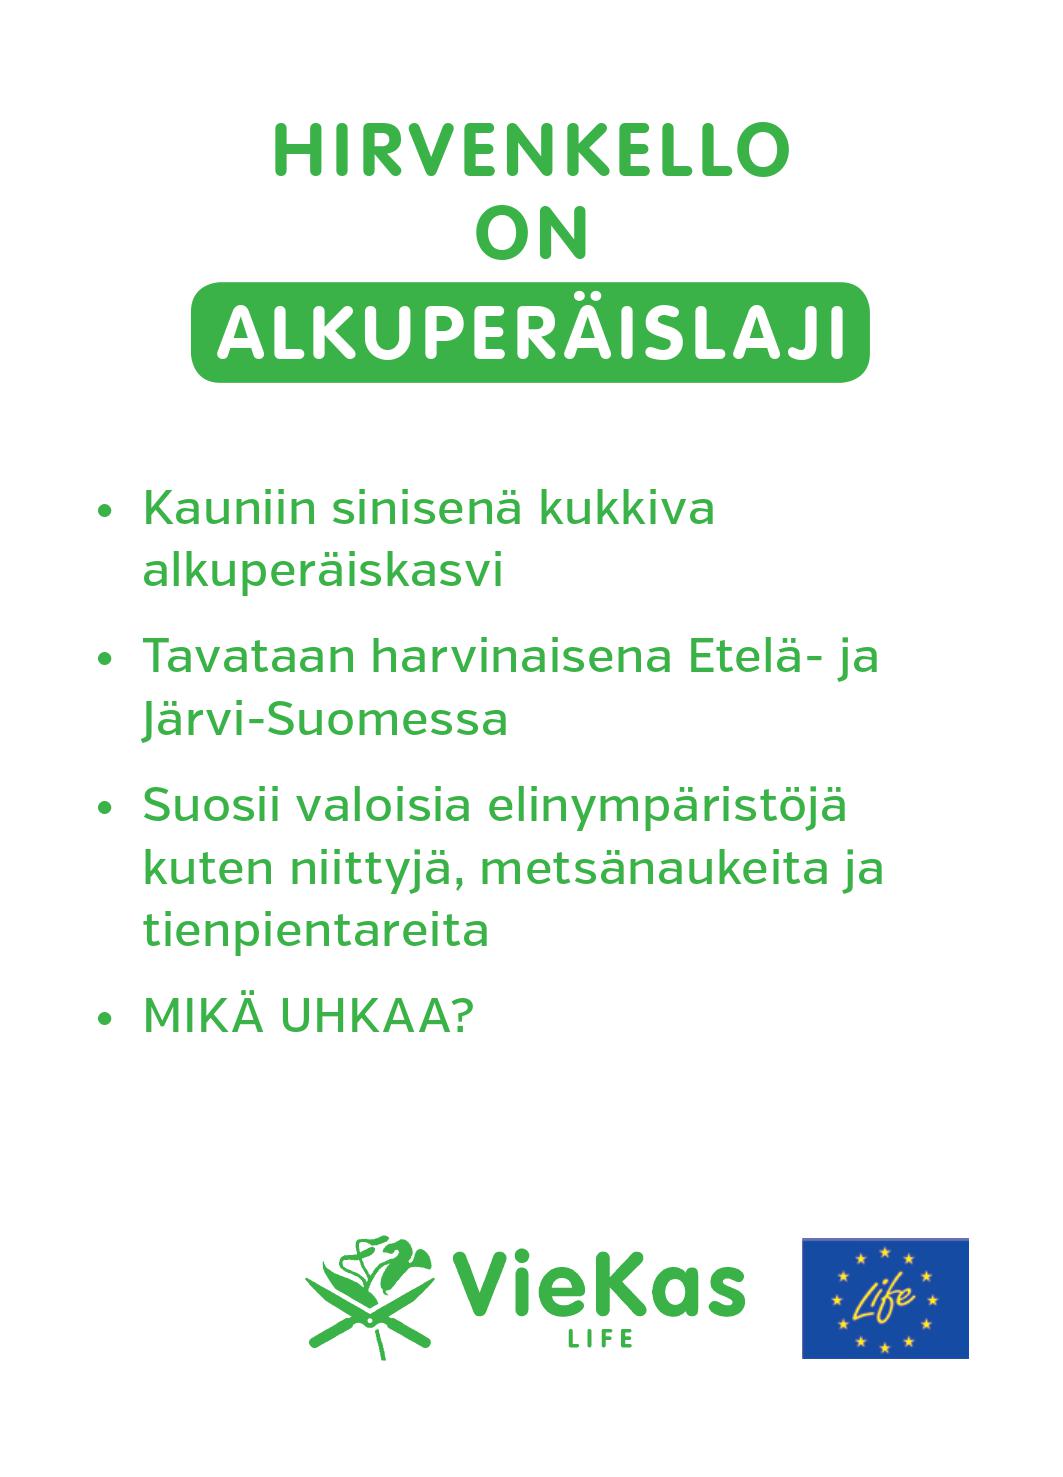 HIRVENKELLO
ON
ALKUPERÄISLAJI
• Kauniin sinisenä kukkiva
alkuperäiskasvi
• Tavataan harvinaisena Etelä- ja
Järvi-Suomessa
• Suosii valoisia elinympäristöjä
kuten niittyjä, metsänaukeita ja
tienpientareita
• MIKÄ UHKAA?
VieKas
LIFE
Life